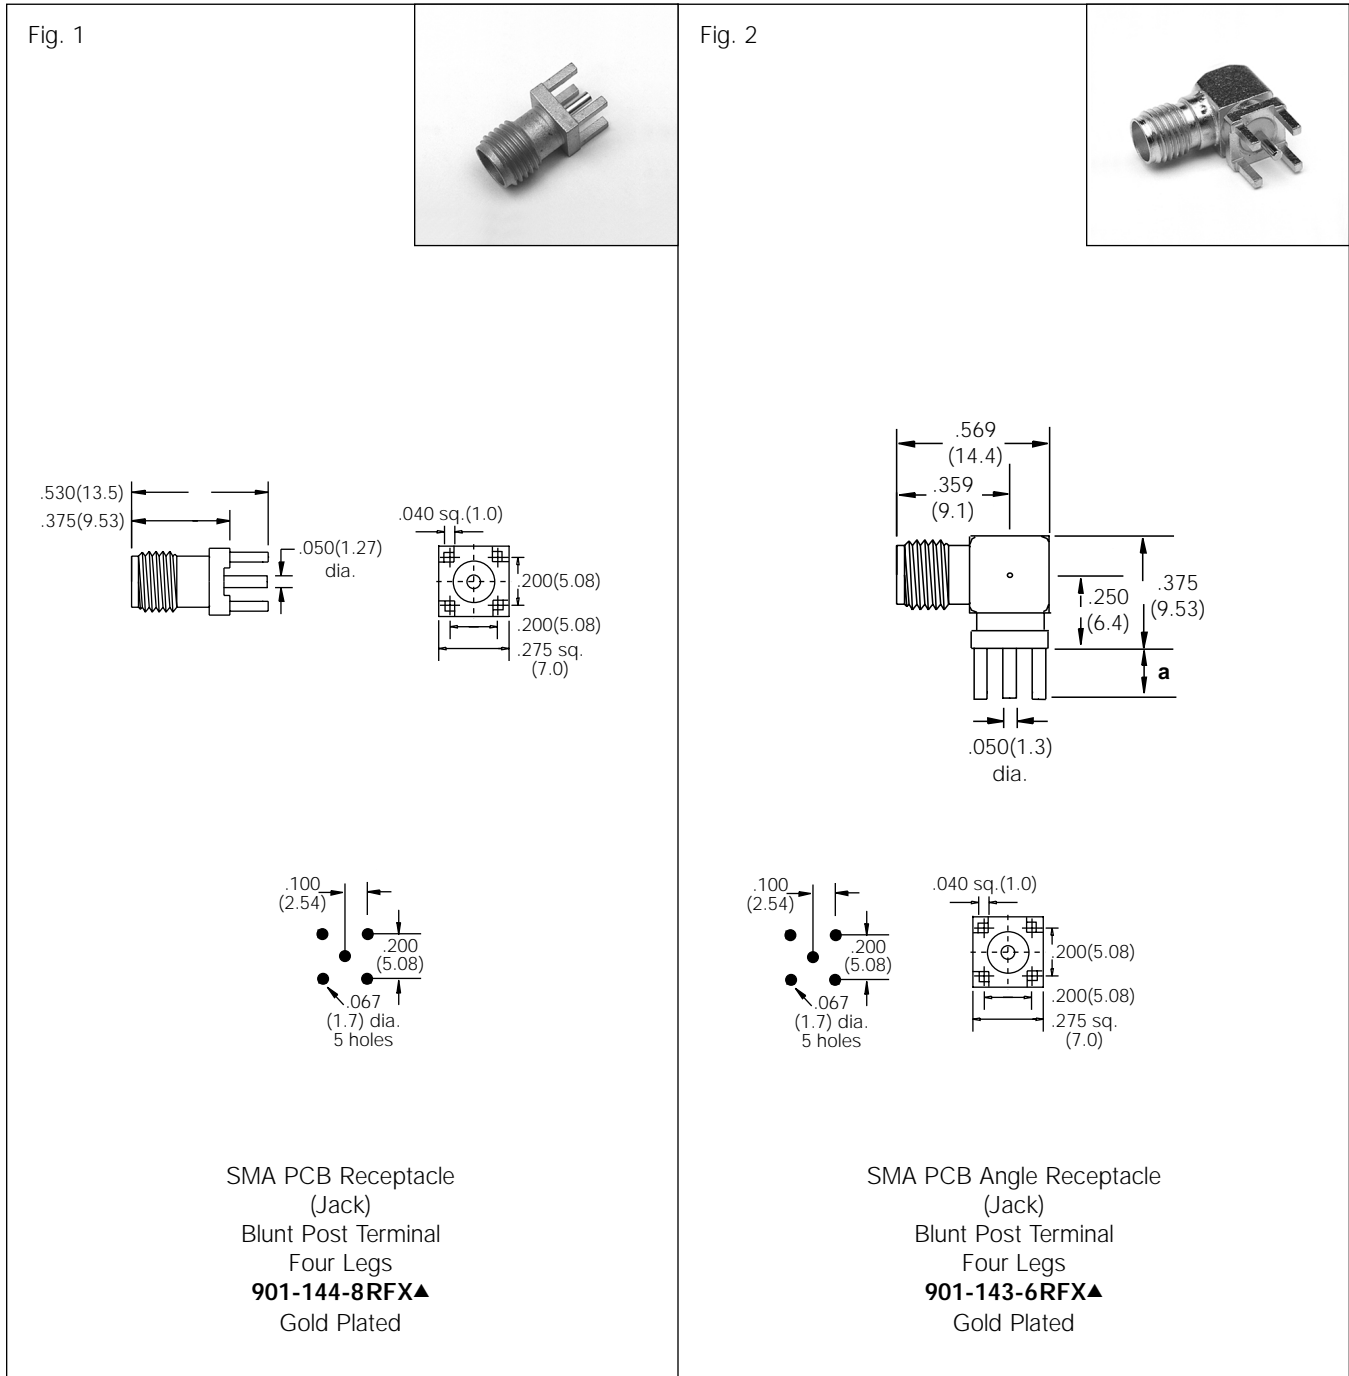 Fig. 1
.530(13.5)
.375(9.53)
.050(1.27)
dia.
.040 sq.(1.0)
.200(5.08)
.200(5.08)
.275 sq.
(7.0)
.100
(2.54)
.200
(5.08)
.067
(1.7) dia.
5 holes
SMA PCB Receptacle
(Jack)
Blunt Post Terminal
Four Legs
901-144-8RFX▲
Gold Plated
Fig. 2
.569
(14.4)
.359
(9.1)
.250
(6.4)
.375
(9.53)
a
.050(1.3)
dia.
.100
(2.54)
.200
(5.08)
.067
(1.7) dia.
5 holes
.040 sq.(1.0)
.200(5.08)
.200(5.08)
.275 sq.
(7.0)
SMA PCB Angle Receptacle
(Jack)
Blunt Post Terminal
Four Legs
901-143-6RFX▲
Gold Plated